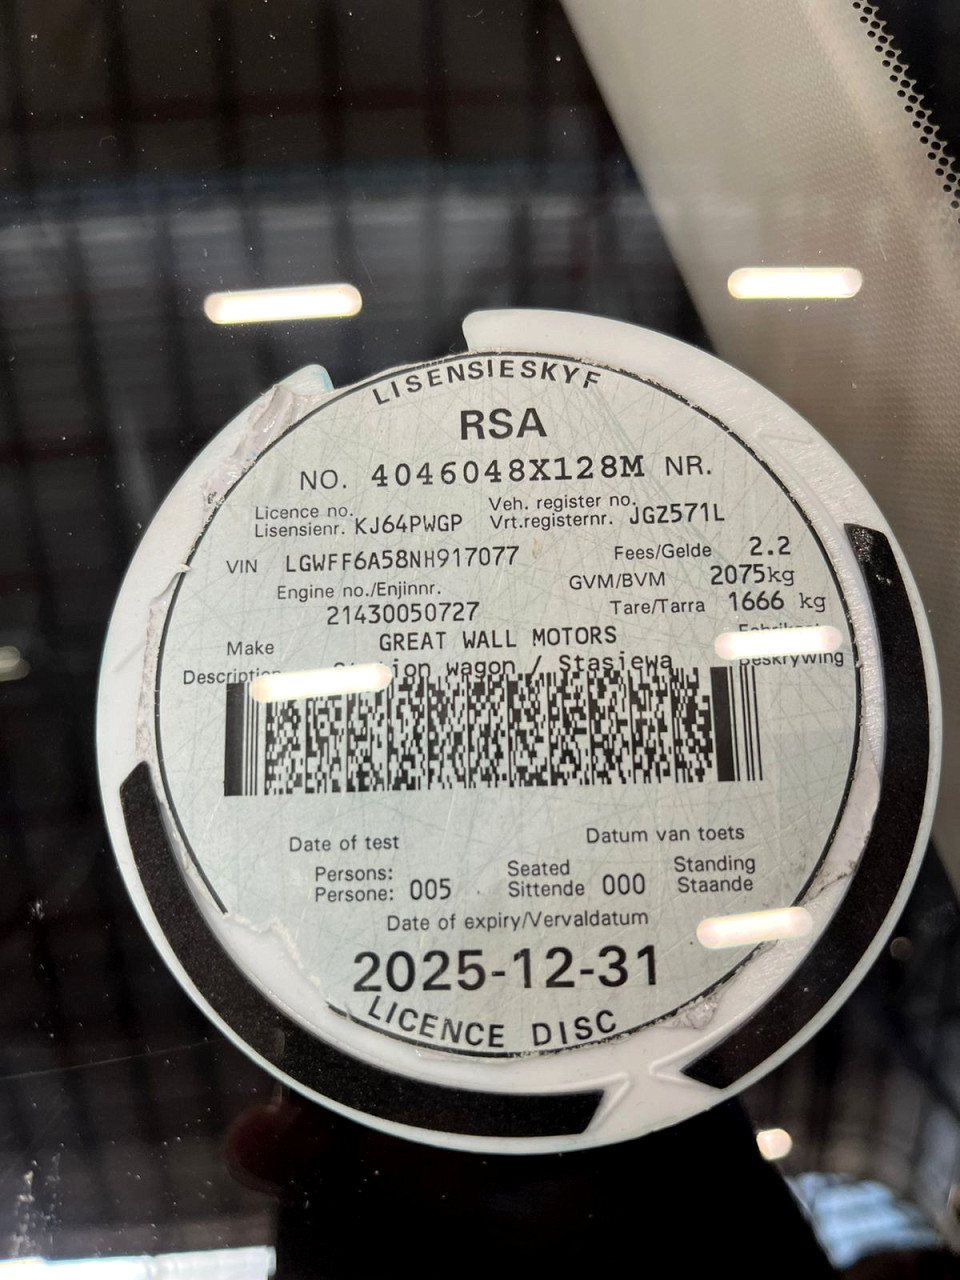 LISENSIESKYF
RSA
NO. 4046048X128M NR.
Licence no. Veh. register no.
Lisensienr. KJ64PWGP Vrt.registernr. JGZ571L
VIN LGWFF6A58NH917077 Fees/Gelde 2.2
Engine no./Enjinnr. GVM/BVM 2075kg
21430050727 Tare/Tarra 1666 kg
Make GREAT WALL MOTORS
Description wagon / Stasiewa Beskrywing
Date of test Datum van toets
Persons: Seated Standing
Persone: 005 Sittende 000 Staande
Date of expiry/Vervaldatum
2025-12-31
LICENCE DISC